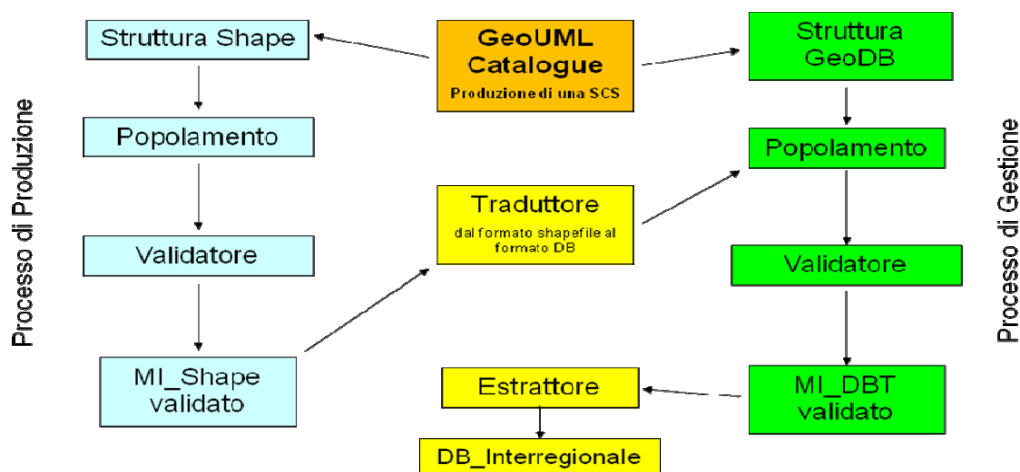 Processo di Produzione
Struttura Shape
Popolamento
Validatore
MI_Shape
validato
GeoUML
Catalogue
Produzione di una SCS
Traduttore
dal formato shapefile al
formato DB
Estrattore
DB_Interregionale
Struttura
GeoDB
Popolamento
Validatore
MI_DBT
validato
Processo di Gestione